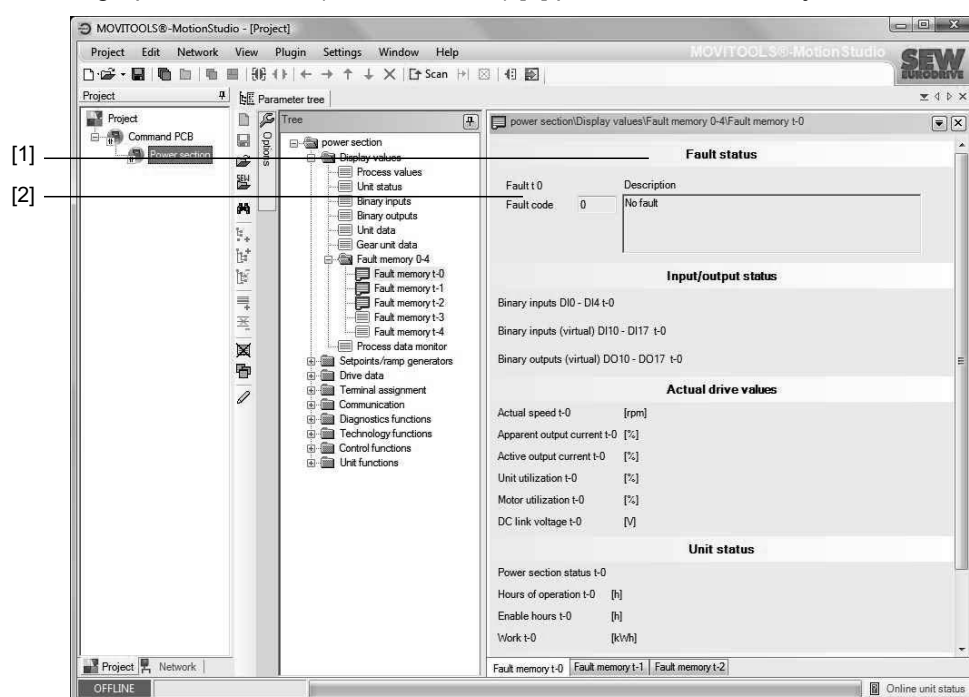 MOVITOOLS®-MotionStudio - [Project]
Project Edit Network View Plugin Settings Window Help
MOVITOOLS®-MotionStudio
SEW
EURODRIVE
Scan
Project
Parameter tree
Project
Command PCB
Power section
Options
Tree
power section
Display values
Process values
Unit status
Binary inputs
Binary outputs
Unit data
Gear unit data
Fault memory 0-4
Fault memory t-0
Fault memory t-1
Fault memory t-2
Fault memory t-3
Fault memory t-4
Process data monitor
Setpoints/ramp generators
Drive data
Terminal assignment
Communication
Diagnostics functions
Technology functions
Control functions
Unit functions
power section\Display values\Fault memory 0-4\Fault memory t-0
[1]
Fault status
Fault t 0 Description
[2]
Fault code 0 No fault
Input/output status
Binary inputs DI0 - DI4 t-0
Binary inputs (virtual) DI10 - DI17 t-0
Binary outputs (virtual) DO10 - DO17 t-0
Actual drive values
Actual speed t-0 [rpm]
Apparent output current t-0 [%]
Active output current t-0 [%]
Unit utilization t-0 [%]
Motor utilization t-0 [%]
DC link voltage t-0 [V]
Unit status
Power section status t-0
Hours of operation t-0 [h]
Enable hours t-0 [h]
Work t-0 [kWh]
Project Network
Fault memory t-0 Fault memory t-1 Fault memory t-2
OFFLINE
Online unit status